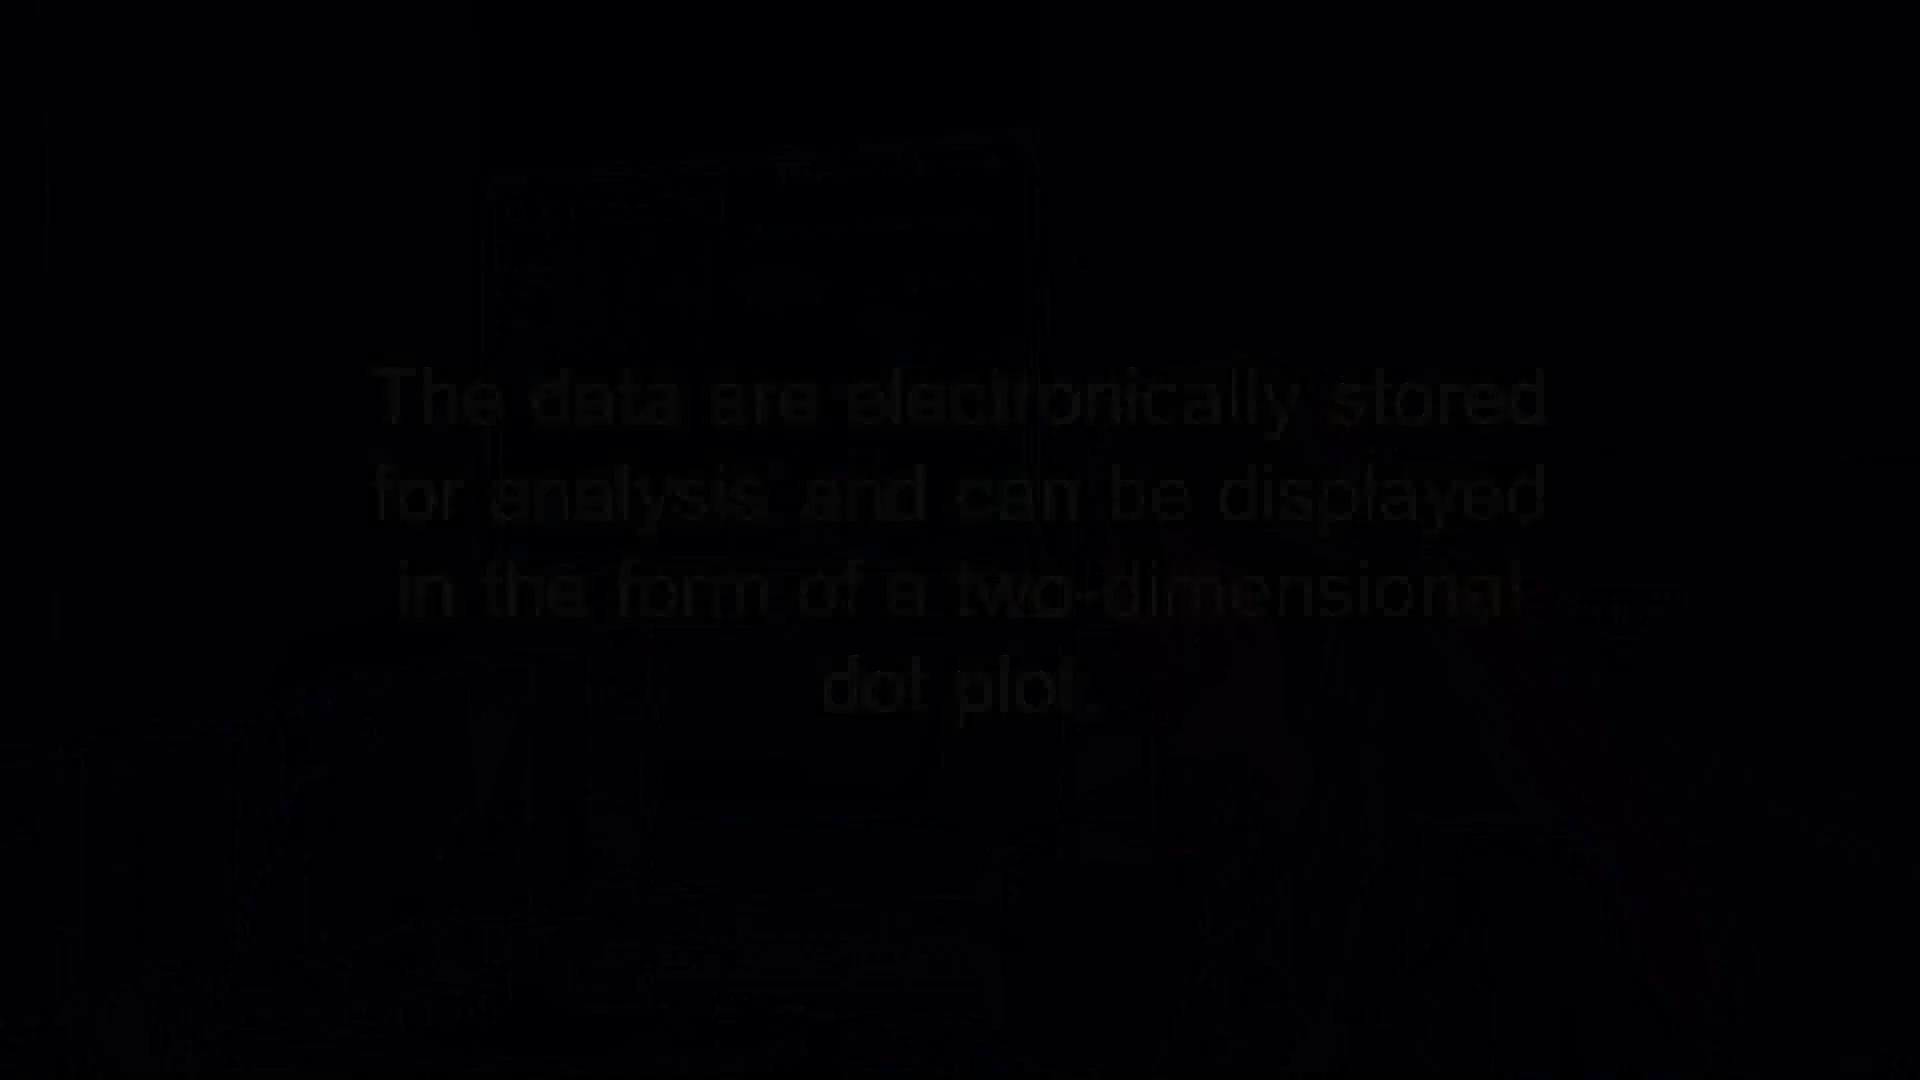 The data are electronically stored
for analysis and can be displayed
in the form of a two-dimensional
dot plot.